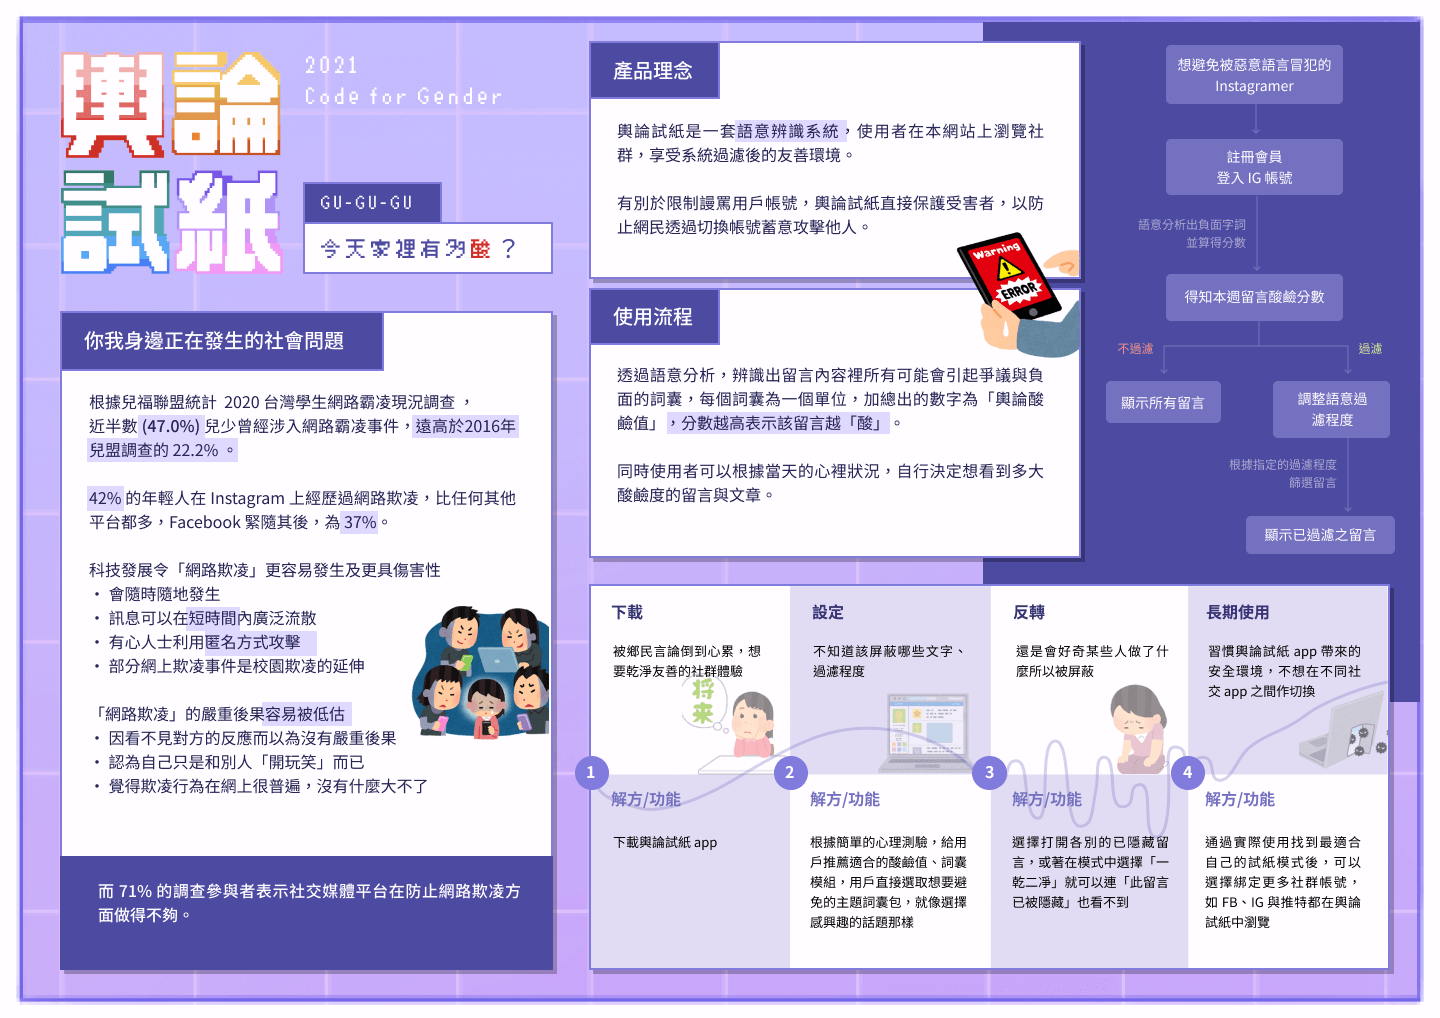 輿論
試紙
2021
Code for Gender
GU-GU-GU
今天家裡有夠酸？
你我身邊正在發生的社會問題
根據兒福聯盟統計 2020 台灣學生網路霸凌現況調查 ，
近半數 (47.0%) 兒少曾經涉入網路霸凌事件，遠高於2016年
兒盟調查的 22.2% 。
42% 的年輕人在 Instagram 上經歷過網路欺凌，比任何其他
平台都多，Facebook 緊隨其後，為 37%。
科技發展令「網路欺凌」更容易發生及更具傷害性
・ 會隨時隨地發生
・ 訊息可以在短時間內廣泛流散
・ 有心人士利用匿名方式攻擊
・ 部分網上欺凌事件是校園欺凌的延伸
「網路欺凌」的嚴重後果容易被低估
・ 因看不見對方的反應而以為沒有嚴重後果
・ 認為自己只是和別人「開玩笑」而已
・ 覺得欺凌行為在網上很普遍，沒有什麼大不了
而 71% 的調查參與者表示社交媒體平台在防止網路欺凌方
面做得不夠。
產品理念
輿論試紙是一套語意辨識系統，使用者在本網站上瀏覽社
群，享受系統過濾後的友善環境。
有別於限制謾罵用戶帳號，輿論試紙直接保護受害者，以防
止網民透過切換帳號蓄意攻擊他人。
Warning
ERROR
使用流程
透過語意分析，辨識出留言內容裡所有可能會引起爭議與負
面的詞囊，每個詞囊為一個單位，加總出的數字為「輿論酸
鹼值」，分數越高表示該留言越「酸」。
同時使用者可以根據當天的心裡狀況，自行決定想看到多大
酸鹼度的留言與文章。
想避免被惡意語言冒犯的
Instagramer
註冊會員
登入 IG 帳號
語意分析出負面字詞
並算得分數
得知本週留言酸鹼分數
不過濾
過濾
顯示所有留言
調整語意過
濾程度
根據指定的過濾程度
篩選留言
顯示已過濾之留言
下載
被鄉民言論倒到心累，想
要乾淨友善的社群體驗
将
来
1
解方/功能
下載輿論試紙 app
設定
不知道該屏蔽哪些文字、
過濾程度
2
解方/功能
根據簡單的心理測驗，給用
戶推薦適合的酸鹼值、詞囊
模組，用戶直接選取想要避
免的主題詞囊包，就像選擇
感興趣的話題那樣
反轉
還是會好奇某些人做了什
麼所以被屏蔽
3
解方/功能
選擇打開各別的已隱藏留
言，或著在模式中選擇「一
乾二凈」就可以連「此留言
已被隱藏」也看不到
長期使用
習慣輿論試紙 app 帶來的
安全環境，不想在不同社
交 app 之間作切換
4
解方/功能
通過實際使用找到最適合
自己的試紙模式後，可以
選擇綁定更多社群帳號，
如 FB、IG 與推特都在輿論
試紙中瀏覽